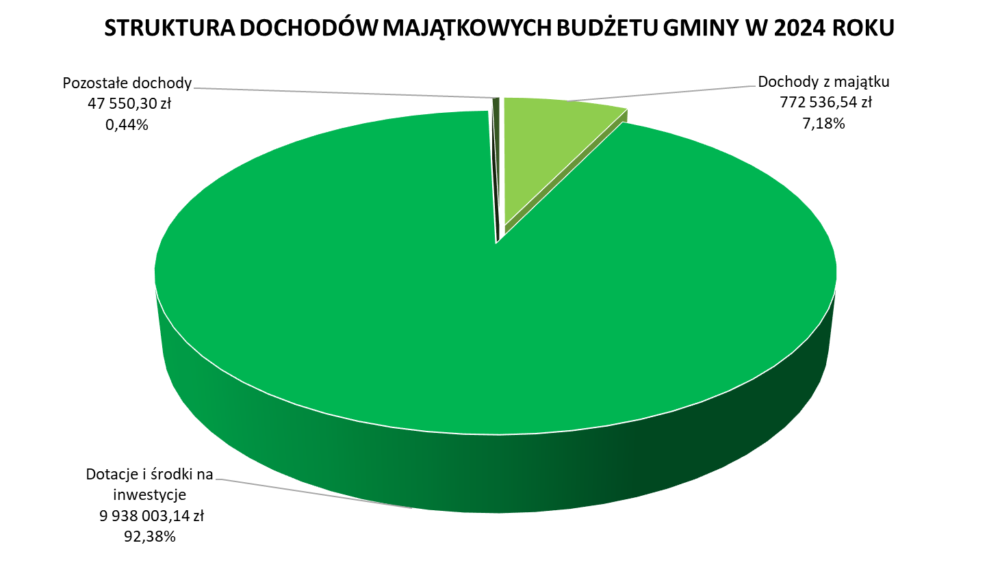 STRUKTURA DOCHODÓW MAJĄTKOWYCH BUDŻETU GMINY W 2024 ROKU
Pozostałe dochody
47 550,30 zł
0,44%
Dochody z majątku
772 536,54 zł
7,18%
Dotacje i środki na
inwestycje
9 938 003,14 zł
92,38%